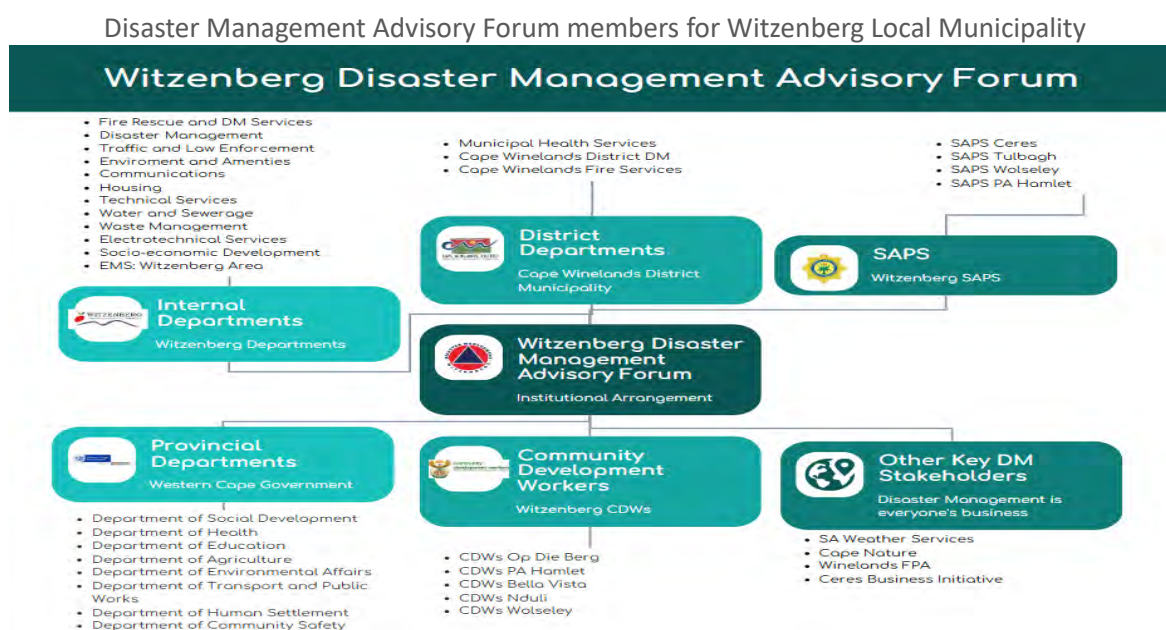 Disaster Management Advisory Forum members for Witzenberg Local Municipality
Witzenberg Disaster Management Advisory Forum
• Fire Rescue and DM Services
• Disaster Management
• Traffic and Law Enforcement
• Enviroment and Amenties
• Communications
• Housing
• Technical Services
• Water and Sewerage
• Waste Management
• Electrotechnical Services
• Socio-economic Development
• EMS: Witzenberg Area
• Municipal Health Services
• Cape Winelands District DM
• Cape Winelands Fire Services
• SAPS Ceres
• SAPS Tulbagh
• SAPS Wolseley
• SAPS PA Hamlet
WITZENBERG
Internal
Departments
Witzenberg Departments
District
Departments
Cape Winelands District
Municipality
SAPS
Witzenberg SAPS
Witzenberg Disaster
Management
Advisory Forum
Institutional Arrangement
Provincial
Departments
Western Cape Government
Community
Development
Workers
Witzenberg CDWs
Other Key DM
Stakeholders
Disaster Management is
everyone's business
• Department of Social Development
• Department of Health
• Department of Education
• Department of Agriculture
• Department of Environmental Affairs
• Department of Transport and Public
Works
• Department of Human Settlement
• Department of Community Safety
• CDWs Op Die Berg
• CDWs PA Hamlet
• CDWs Bella Vista
• CDWs Nduli
• CDWs Wolseley
• SA Weather Services
• Cape Nature
• Winelands FPA
• Ceres Business Initiative